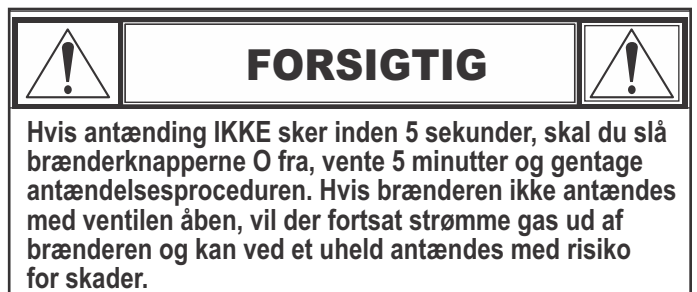 FORSIGTIG
Hvis antænding IKKE sker inden 5 sekunder, skal du slå
brænderknapperne O fra, vente 5 minutter og gentage
antændelsesproceduren. Hvis brænderen ikke antændes
med ventilen åben, vil der fortsat strømme gas ud af
brænderen og kan ved et uheld antændes med risiko
for skader.